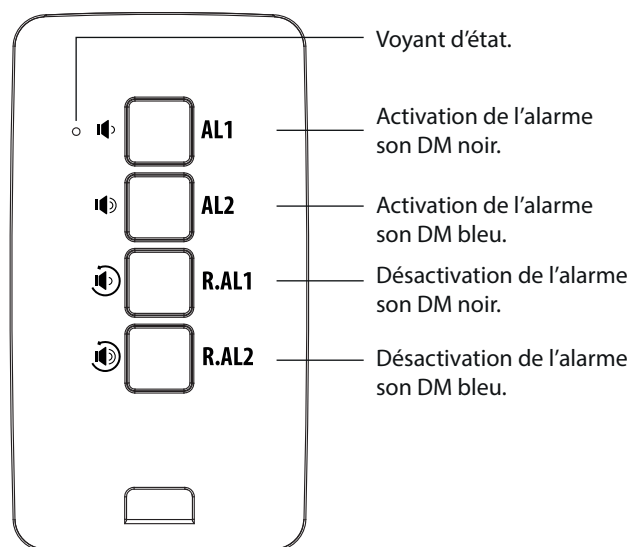 Voyant d’état.
AL1
Activation de l’alarme
son DM noir.
AL2
Activation de l’alarme
son DM bleu.
R.AL1
Désactivation de l’alarme
son DM noir.
R.AL2
Désactivation de l’alarme
son DM bleu.